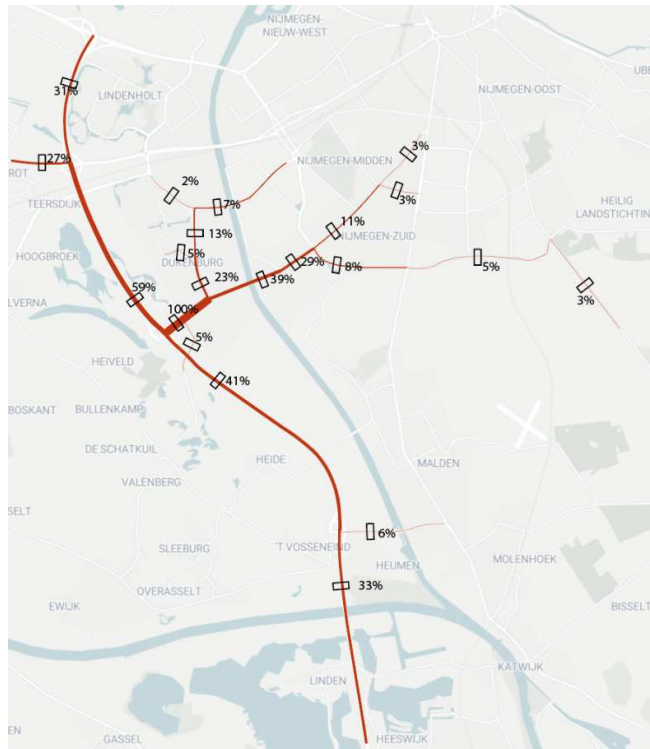 NIJMEGEN-
NIEUW-WEST
31%
LINDENHOLT
NIJMEGEN-OOST
UB
27%
ROT
NIJMEGEN-MIDDEN
3%
2%
3%
TEERSDIJK
7%
HEILIG
LANDSTICHTIN
11%
13%
NIJMEGEN-ZUID
HOOGBROEK
5%
DUKENBURG
29%
8%
5%
23%
39%
59%
3%
LVERNA
100%
5%
HEIVELD
41%
BOSKANT
BULLENKAMP
DE SCHATKUIL
HEIDE
MALDEN
VALENBERG
SELT
6%
SLEEBURG
'T VOSSENEIND
MOLENHOEK
HEUMEN
33%
OVERASSELT
EWIJK
BISSELT
KATWIJK
LINDEN
EN
GASSEL
HEESWIJK